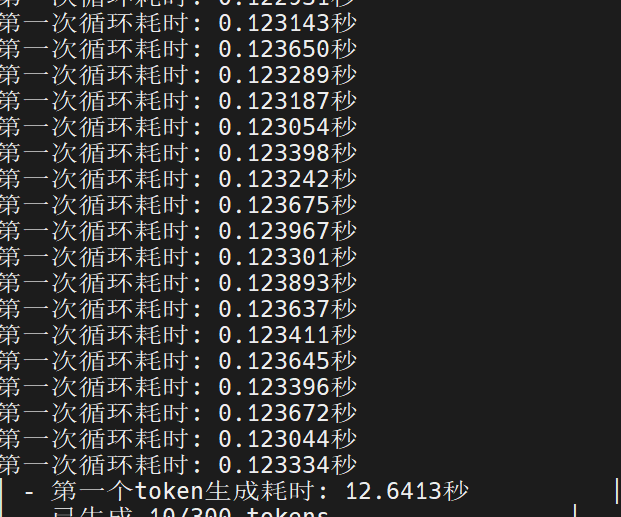 第一次循环耗时: 0.122931秒
第一次循环耗时: 0.123143秒
第一次循环耗时: 0.123650秒
第一次循环耗时: 0.123289秒
第一次循环耗时: 0.123187秒
第一次循环耗时: 0.123054秒
第一次循环耗时: 0.123398秒
第一次循环耗时: 0.123242秒
第一次循环耗时: 0.123675秒
第一次循环耗时: 0.123967秒
第一次循环耗时: 0.123301秒
第一次循环耗时: 0.123893秒
第一次循环耗时: 0.123637秒
第一次循环耗时: 0.123411秒
第一次循环耗时: 0.123645秒
第一次循环耗时: 0.123396秒
第一次循环耗时: 0.123672秒
第一次循环耗时: 0.123044秒
第一次循环耗时: 0.123334秒
| - 第一个token生成耗时: 12.6413秒 |
已生成 10/300 tokens |